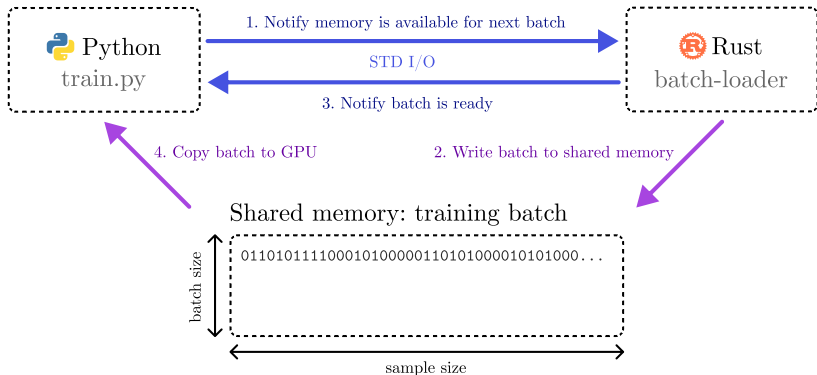 1. Notify memory is available for next batch
Python
train.py
STD I/O
Rust
batch-loader
3. Notify batch is ready
4. Copy batch to GPU
2. Write batch to shared memory
Shared memory: training batch
batch size
01101011110001010000011010100001010​1000...
sample size